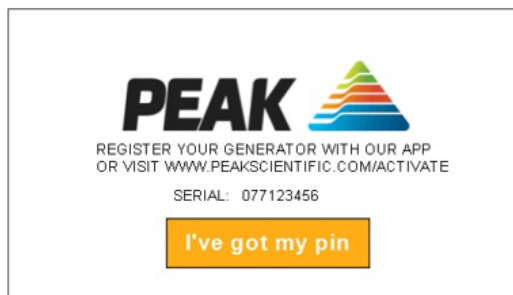 PEAK
REGISTER YOUR GENERATOR WITH OUR APP
OR VISIT WWW.PEAKSCIENTIFIC.COM/ACTIVATE
SERIAL: 077123456
I've got my pin